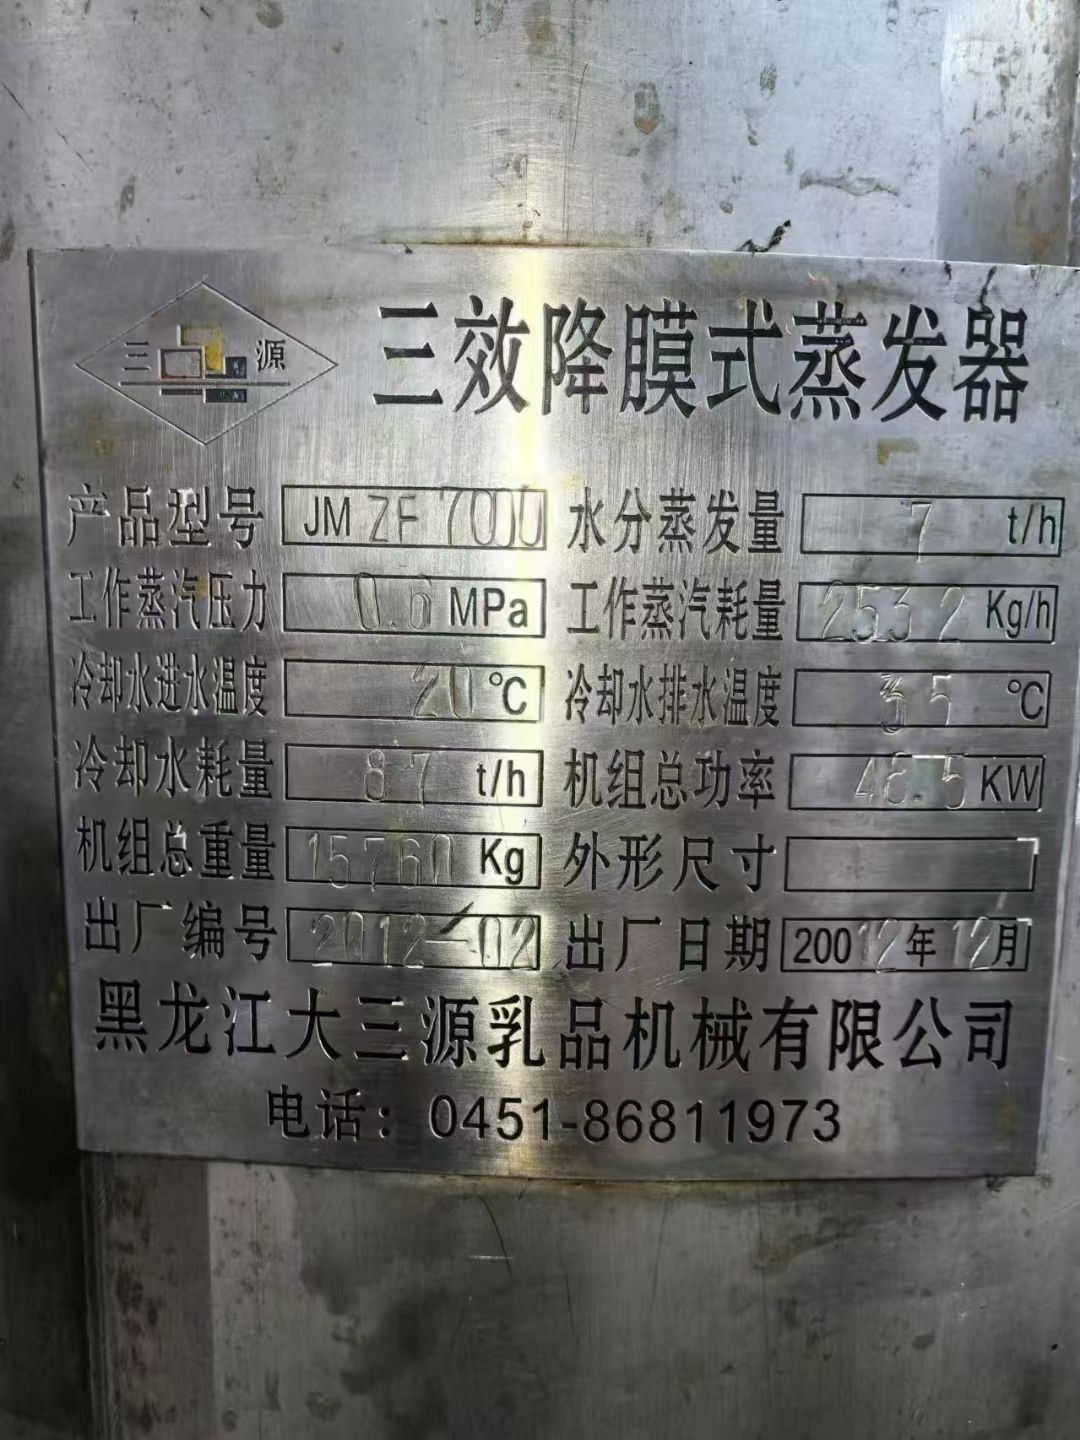 三源
三效降膜式蒸发器
产品型号 JMZF7000 水分蒸发量 7 t/h
工作蒸汽压力 0.6 MPa 工作蒸汽耗量 2532 Kg/h
冷却水进水温度 20 ℃ 冷却水排水温度 35 ℃
冷却水耗量 87 t/h 机组总功率 46.5 KW
机组总重量 15760 Kg 外形尺寸
出厂编号 2012-02 出厂日期 20012年12月
黑龙江大三源乳品机械有限公司
电话：0451-86811973